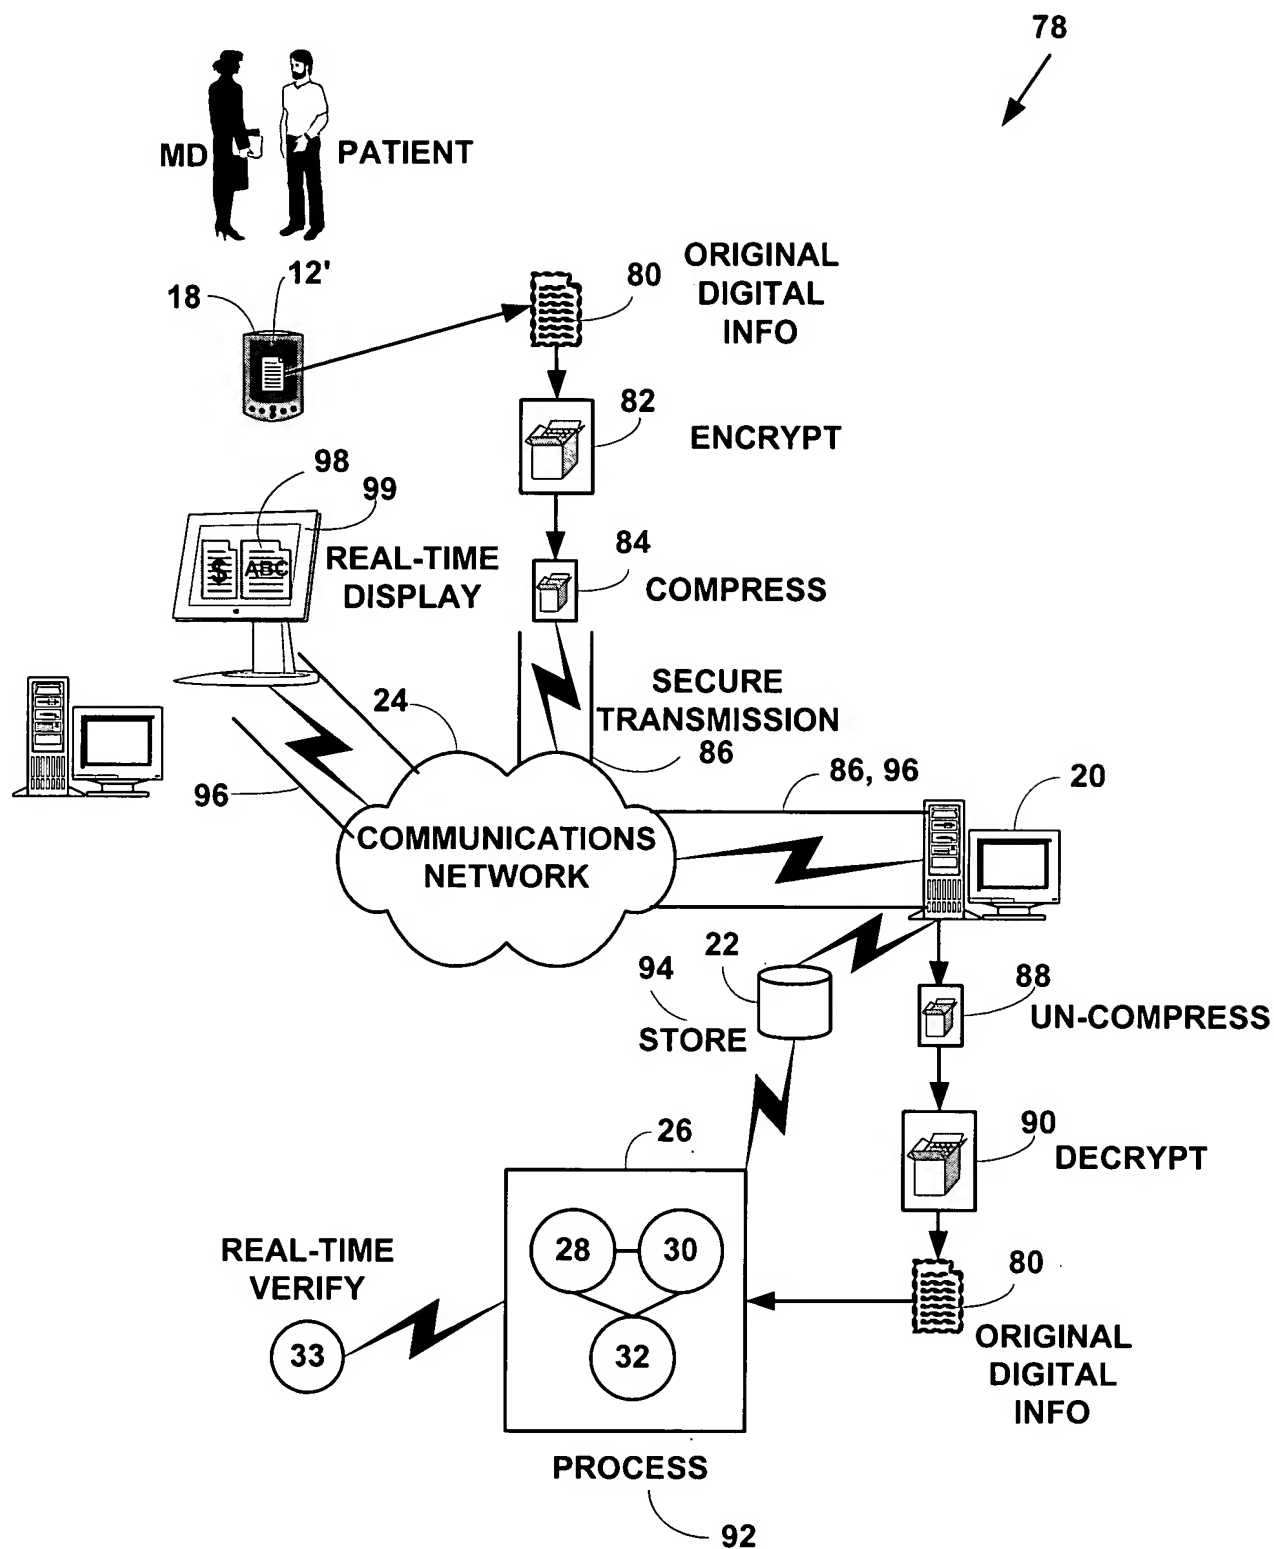 78
MD
PATIENT
12'
18
80
ORIGINAL
DIGITAL
INFO
82
ENCRYPT
98
99
REAL-TIME
DISPLAY
$
ABC
84
COMPRESS
SECURE
TRANSMISSION
24
86
96
86, 96
20
COMMUNICATIONS
NETWORK
22
94
STORE
88
UN-COMPRESS
26
90
DECRYPT
28
30
32
REAL-TIME
VERIFY
33
80
ORIGINAL
DIGITAL
INFO
PROCESS
92